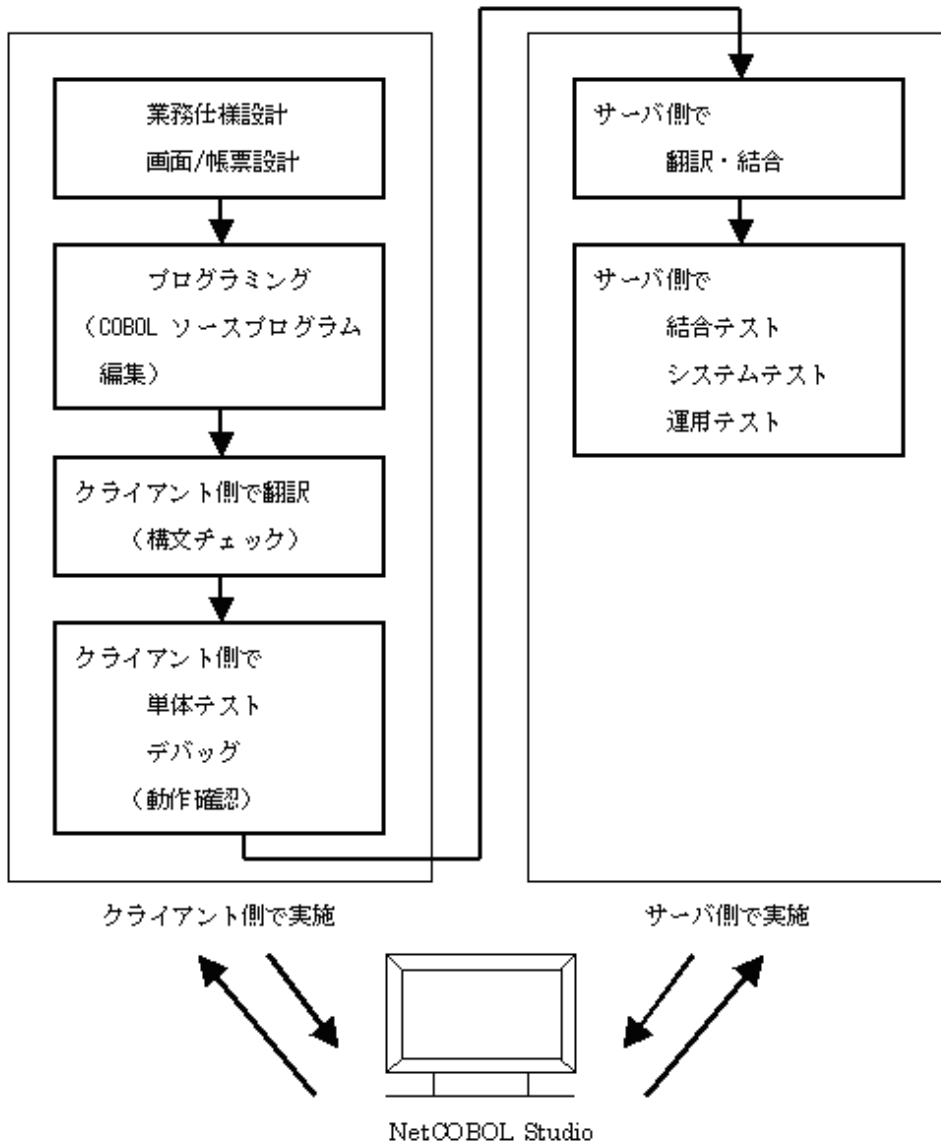 業務仕様設計
画面/帳票設計
プログラミング
（COBOL ソースプログラム
編集）
クライアント側で翻訳
（構文チェック）
クライアント側で
単体テスト
デバッグ
（動作確認）
クライアント側で実施
サーバ側で
翻訳・結合
サーバ側で
結合テスト
システムテスト
運用テスト
サーバ側で実施
NetCOBOL Studio